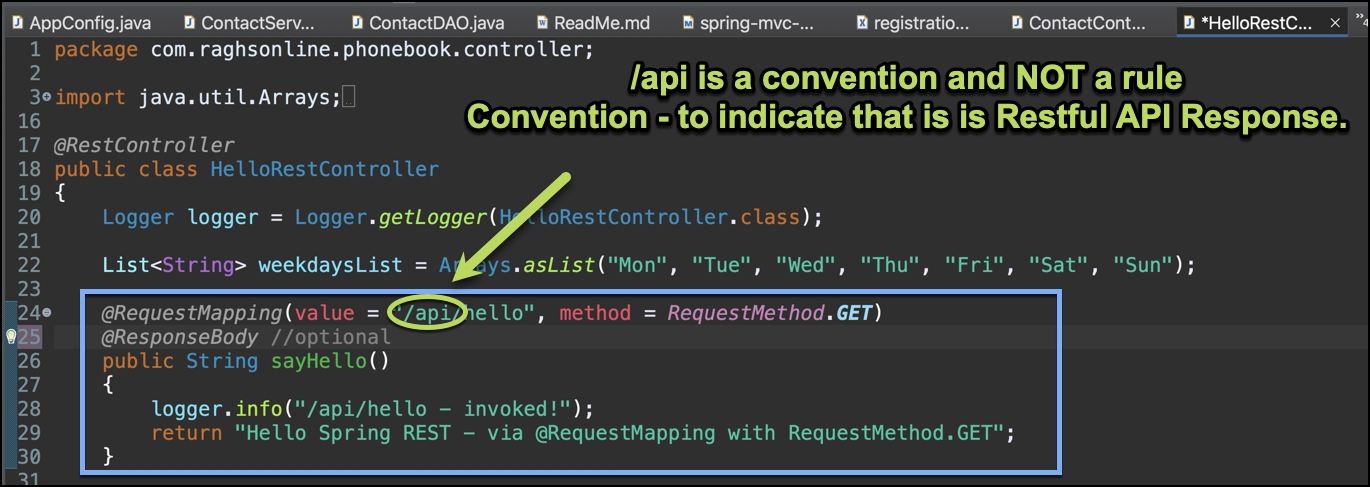 AppConfig.java ContactServ... ContactDAO.java ReadMe.md spring-mvc-... registratio... ContactCont... *HelloRestC... × »4
1 package com.raghsonline.phonebook.controller;
2
/api is a convention and NOT a rule
3 import java.util.Arrays;
Convention - to indicate that is is Restful API Response.
16
17 @RestController
18 public class HelloRestController
19 {
20 Logger logger = Logger.getLogger(HelloRestController.class);
21
22 List<String> weekdaysList = Arrays.asList("Mon", "Tue", "Wed", "Thu", "Fri", "Sat", "Sun");
23
24 @RequestMapping(value = "/api/hello", method = RequestMethod.GET)
25 @ResponseBody //optional
26 public String sayHello()
27 {
28 logger.info("/api/hello - invoked!");
29 return "Hello Spring REST - via @RequestMapping with RequestMethod.GET";
30 }
31